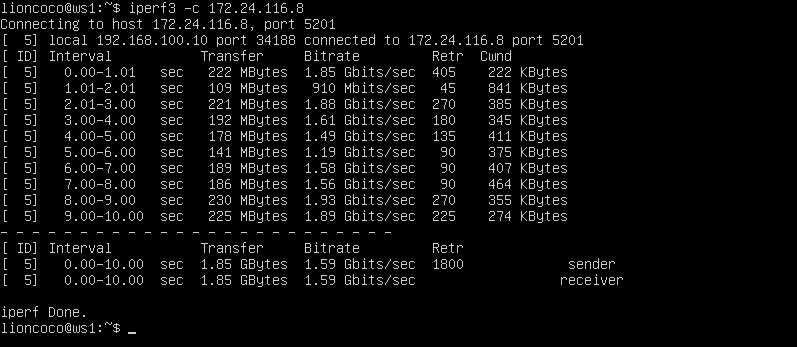 lioncoco@ws1:~$ iperf3 -c 172.24.116.8
Connecting to host 172.24.116.8, port 5201
[  5] local 192.168.100.10 port 34188 connected to 172.24.116.8 port 5201
[ ID] Interval           Transfer     Bitrate         Retr  Cwnd
[  5]   0.00-1.01   sec   222 MBytes  1.85 Gbits/sec  405    222 KBytes
[  5]   1.01-2.01   sec   109 MBytes   910 Mbits/sec   45    841 KBytes
[  5]   2.01-3.00   sec   221 MBytes  1.88 Gbits/sec  270    385 KBytes
[  5]   3.00-4.00   sec   192 MBytes  1.61 Gbits/sec  180    345 KBytes
[  5]   4.00-5.00   sec   178 MBytes  1.49 Gbits/sec  135    411 KBytes
[  5]   5.00-6.00   sec   141 MBytes  1.19 Gbits/sec   90    375 KBytes
[  5]   6.00-7.00   sec   189 MBytes  1.58 Gbits/sec   90    407 KBytes
[  5]   7.00-8.00   sec   186 MBytes  1.56 Gbits/sec   90    464 KBytes
[  5]   8.00-9.00   sec   230 MBytes  1.93 Gbits/sec  270    355 KBytes
[  5]   9.00-10.00  sec   225 MBytes  1.89 Gbits/sec  225    274 KBytes
- - - - - - - - - - - - - - - - - - - - - - - - -
[ ID] Interval           Transfer     Bitrate         Retr
[  5]   0.00-10.00  sec  1.85 GBytes  1.59 Gbits/sec  1800             sender
[  5]   0.00-10.00  sec  1.85 GBytes  1.59 Gbits/sec                  receiver

iperf Done.
lioncoco@ws1:~$ _